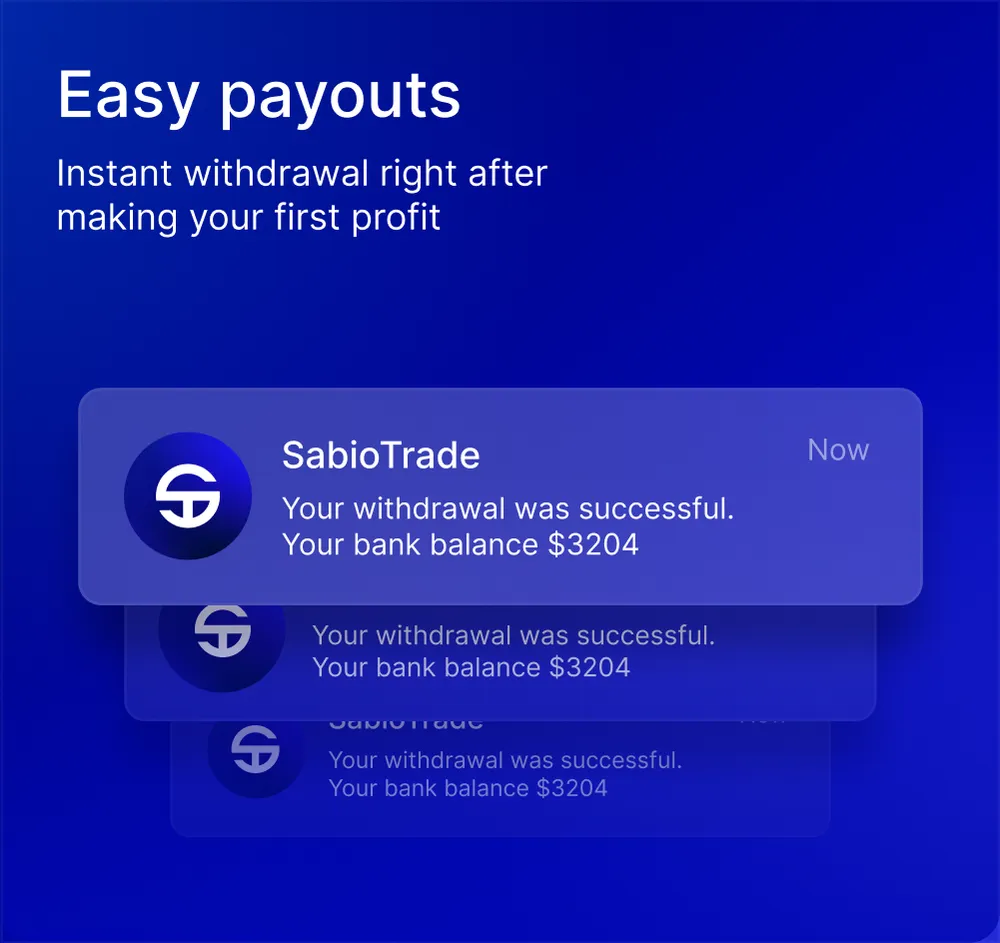 Easy payouts
Instant withdrawal right after
making your first profit
SabioTrade
Now
Your withdrawal was successful.
Your bank balance $3204
Your withdrawal was successful.
Your bank balance $3204
SabioTrade
Now
Your withdrawal was successful.
Your bank balance $3204